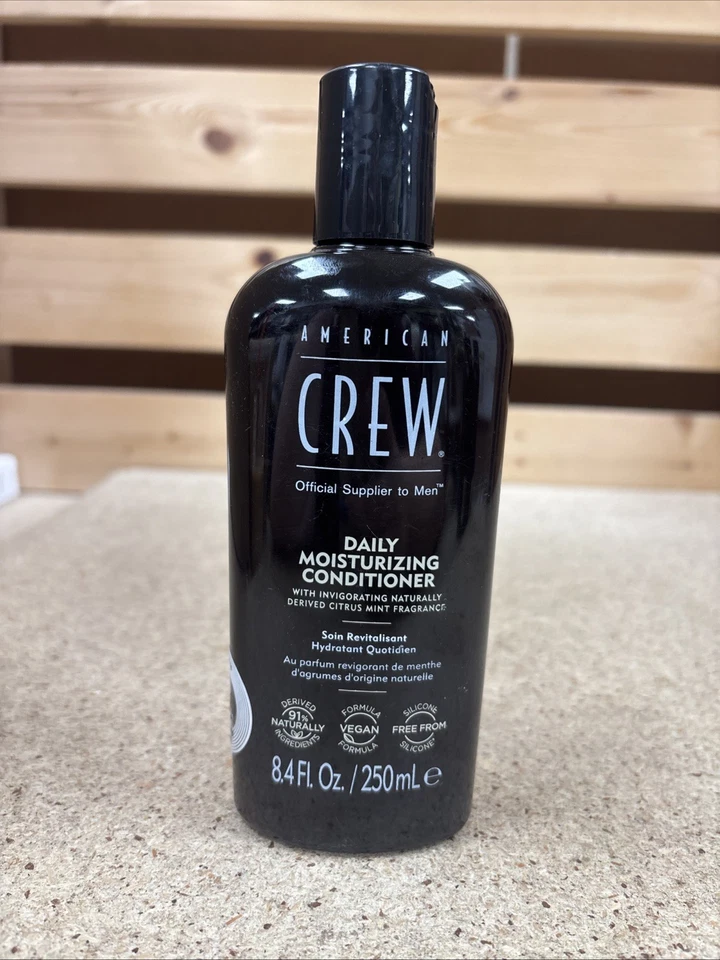 AMERICAN
CREW®
Official Supplier to Men™
DAILY
MOISTURIZING
CONDITIONER
WITH INVIGORATING NATURALLY
DERIVED CITRUS MINT FRAGRANCE
Soin Revitalisant
Hydratant Quotidien
Au parfum revigorant de menthe
d'agrumes d'origine naturelle
DERIVED
91%
NATURALLY
INGREDIENTS
FORMULA
VEGAN
FORMULA
SILICONE
FREE FROM
SILICONE
8.4 Fl. Oz. / 250 mL ℮